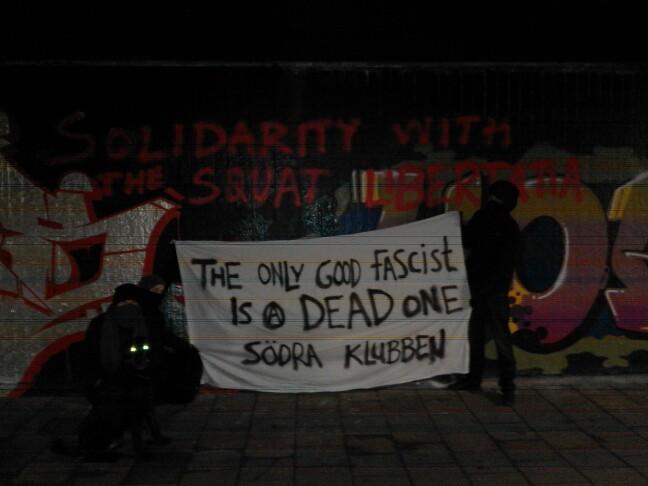 SOLIDARITY WITH
THE SQUAT LIBERTATIA
THE ONLY GOOD FASCIST
IS Ⓐ DEAD ONE
SÖDRA KLUBBEN